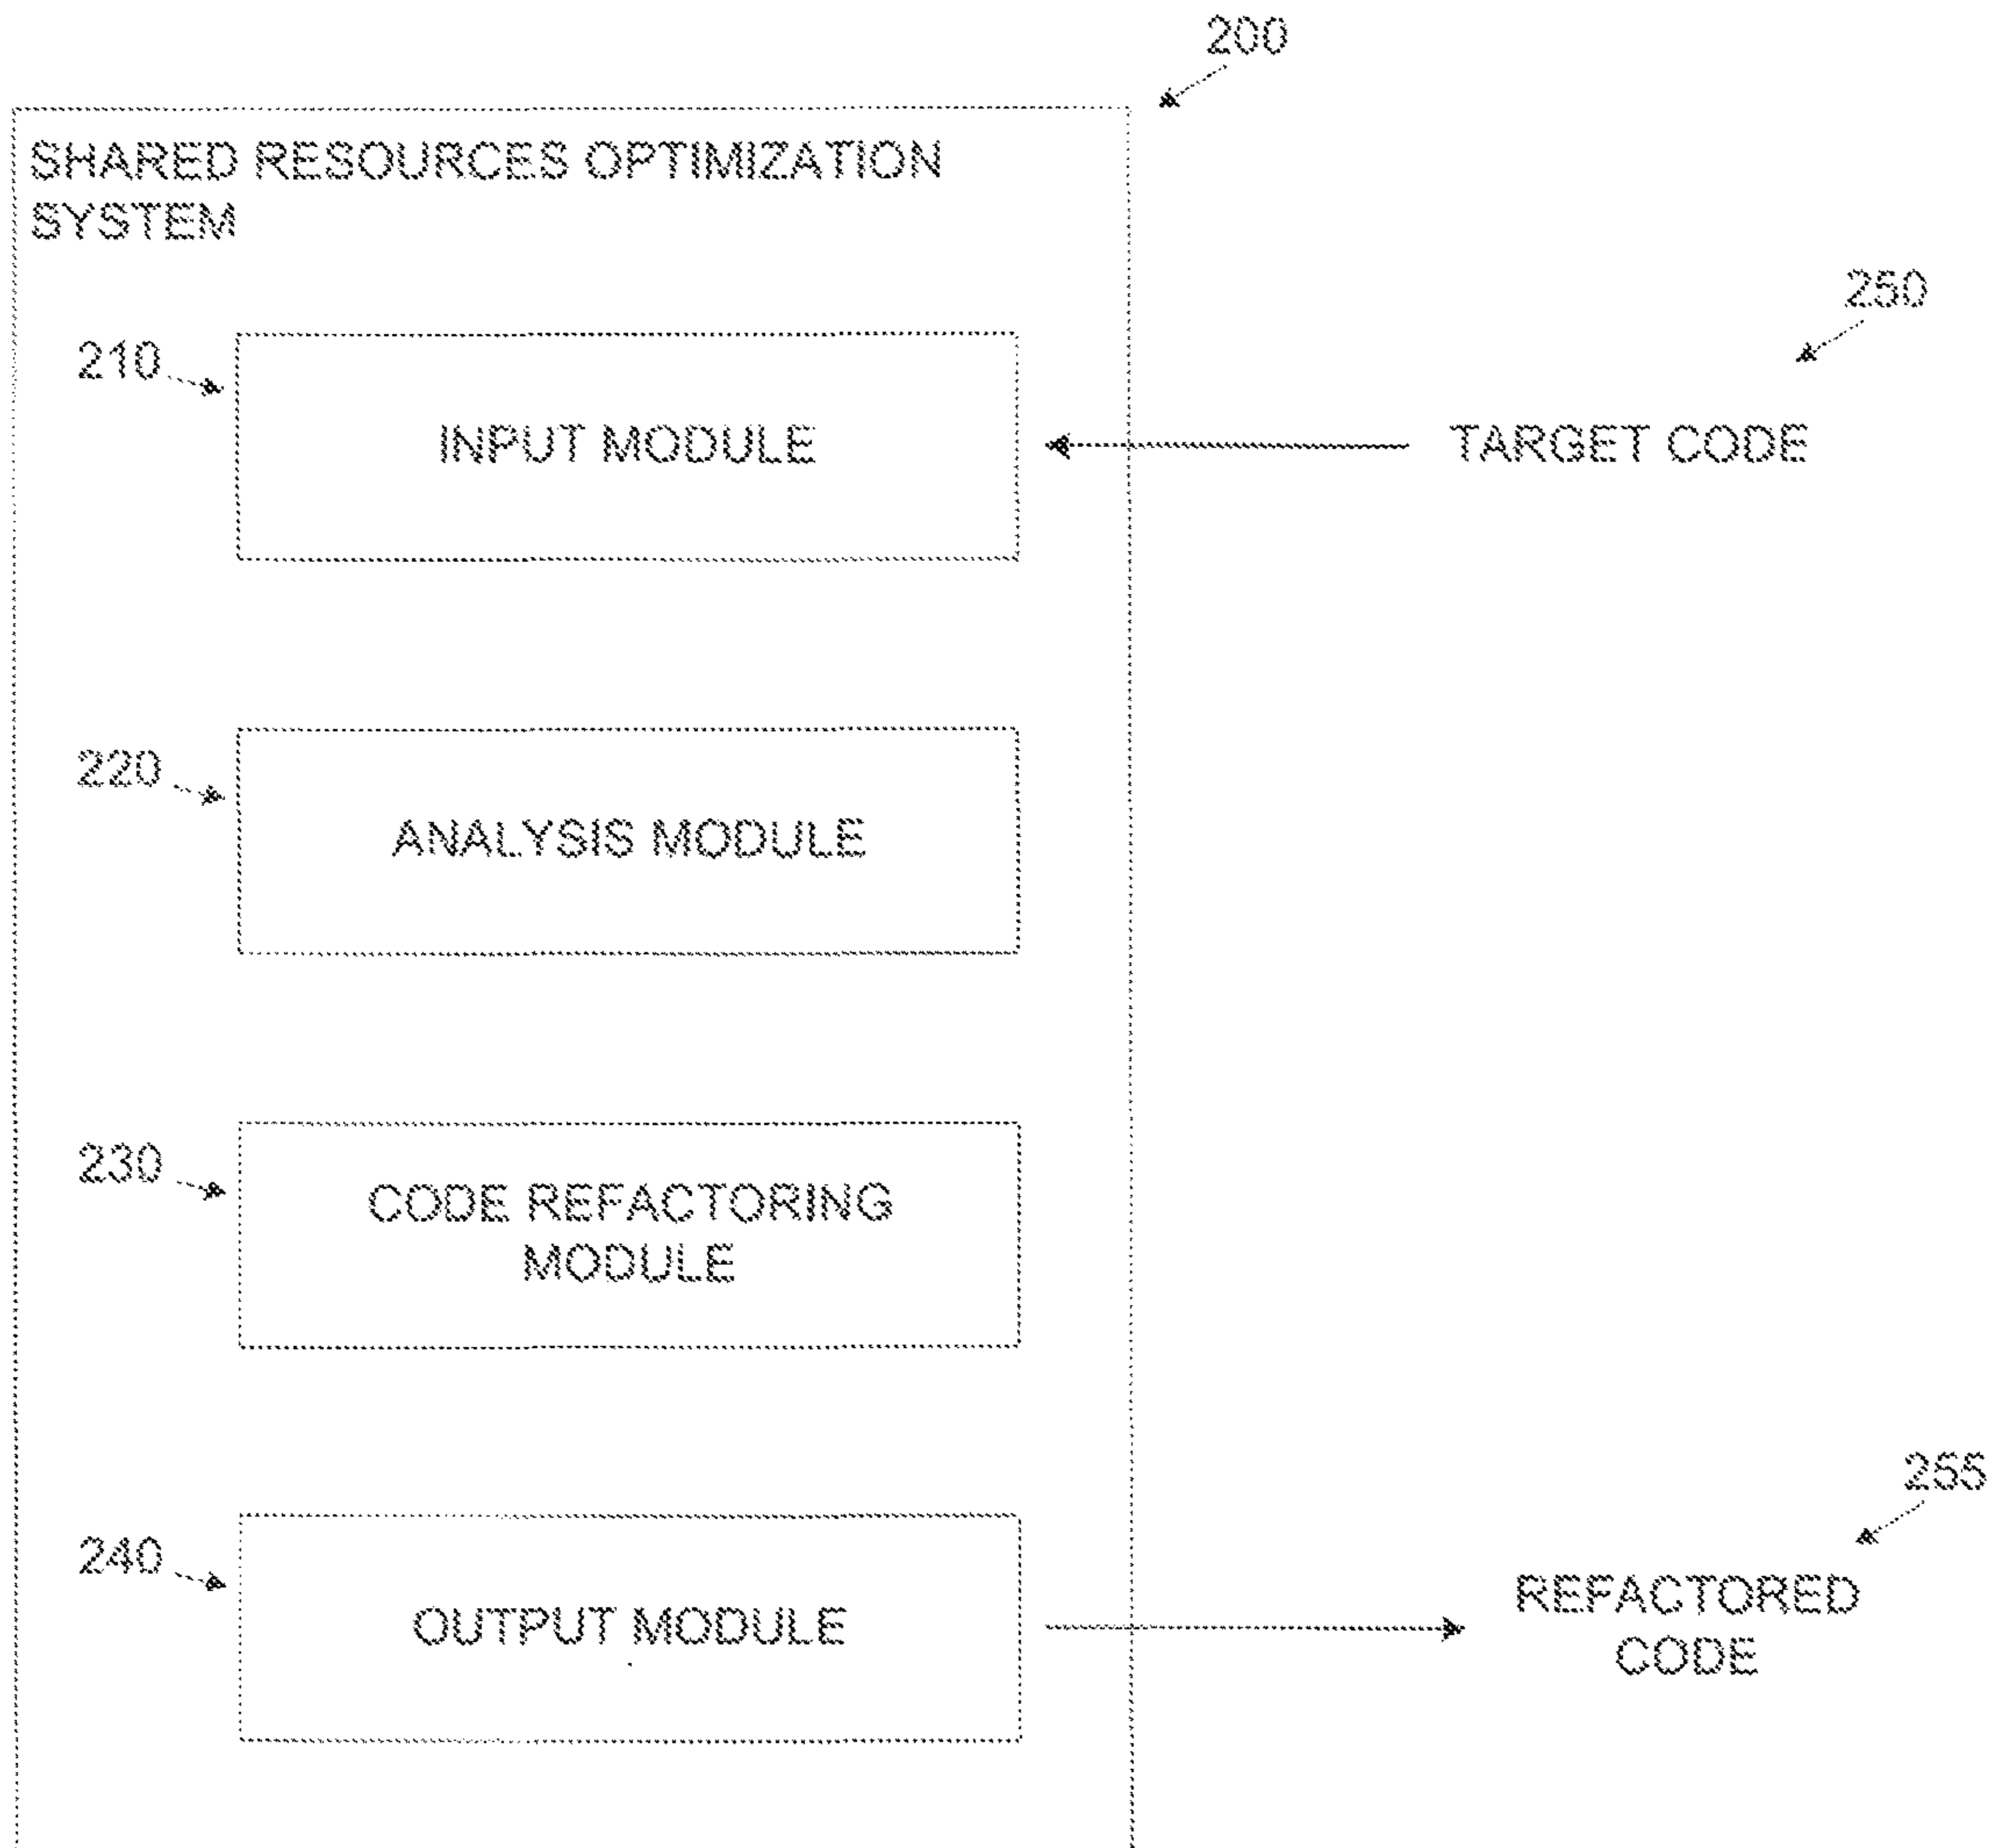 200
SHARED RESOURCES OPTIMIZATION
SYSTEM
250
210
INPUT MODULE
TARGET CODE
220
ANALYSIS MODULE
230
CODE REFACTORING
MODULE
255
240
OUTPUT MODULE
REFACTORED
CODE